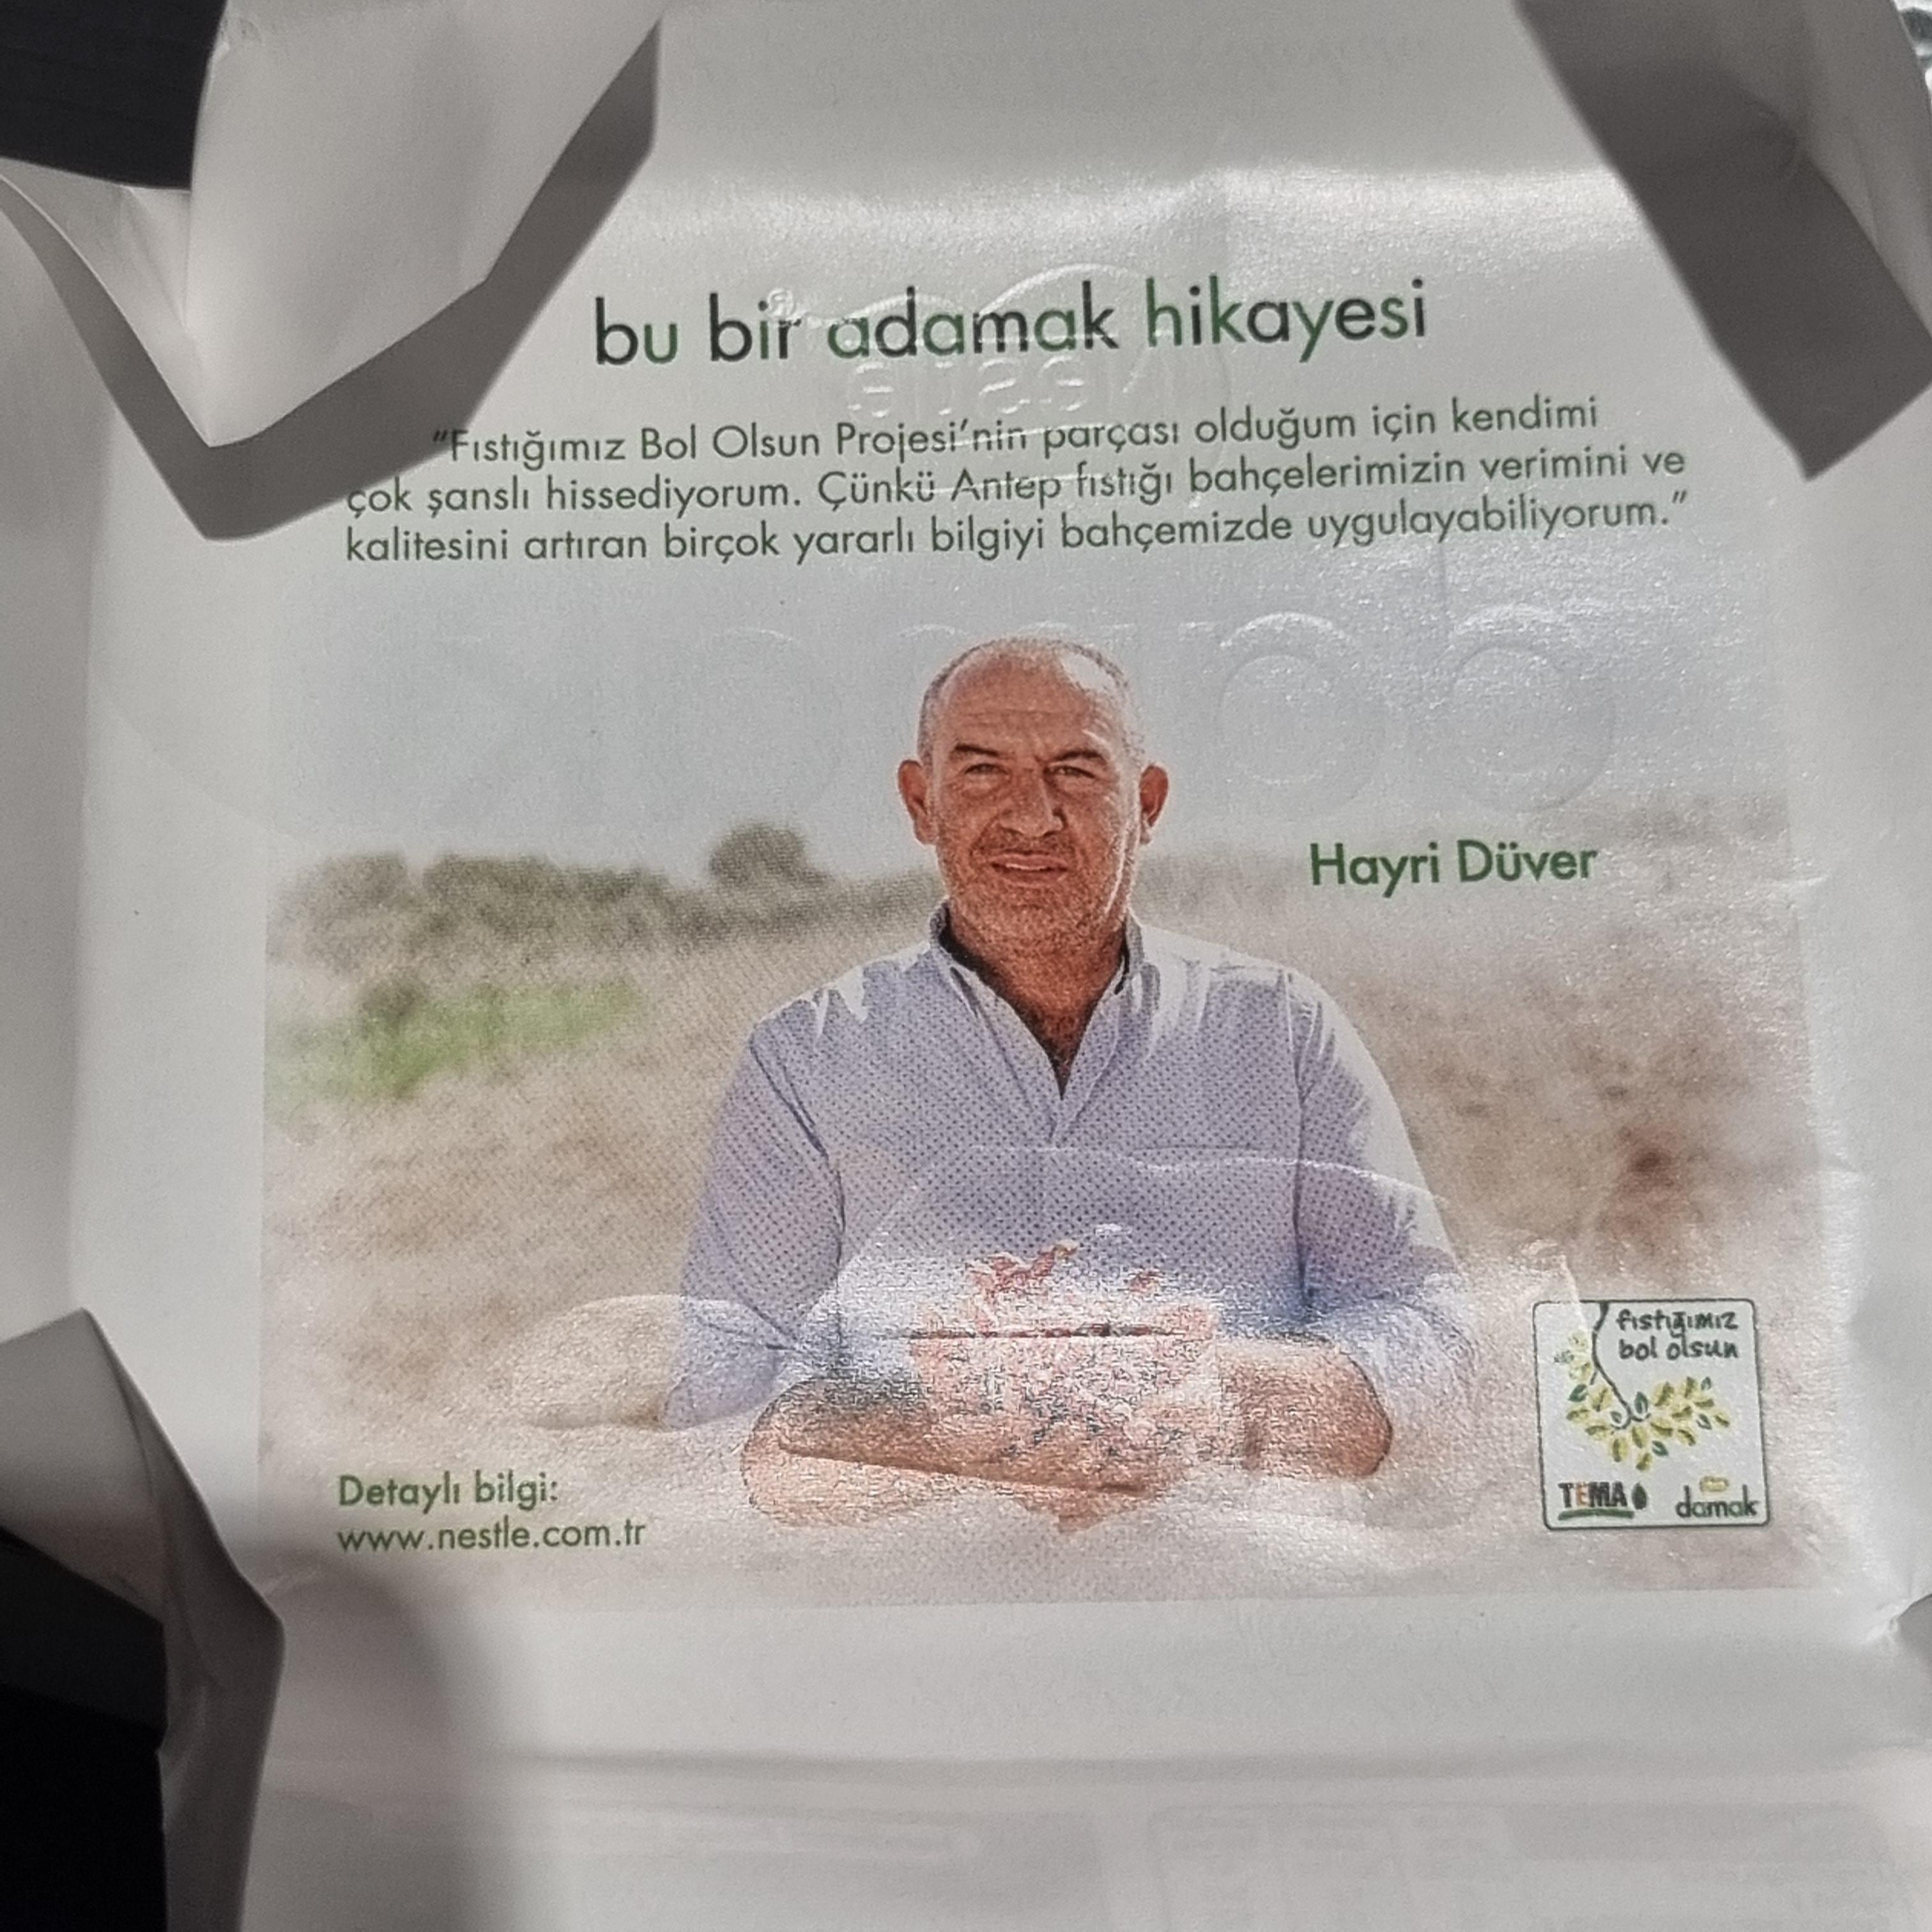 bu bir adamak hikayesi
"Fıstığımız Bol Olsun Projesi'nin parçası olduğum için kendimi
çok şanslı hissediyorum. Çünkü Antep fıstığı bahçelerimizin verimini ve
kalitesini artıran birçok yararlı bilgiyi bahçemizde uygulayabiliyorum."
Hayri Düver
fıstığımız
bol olsun
TEMA damak
Detaylı bilgi:
www.nestle.com.tr